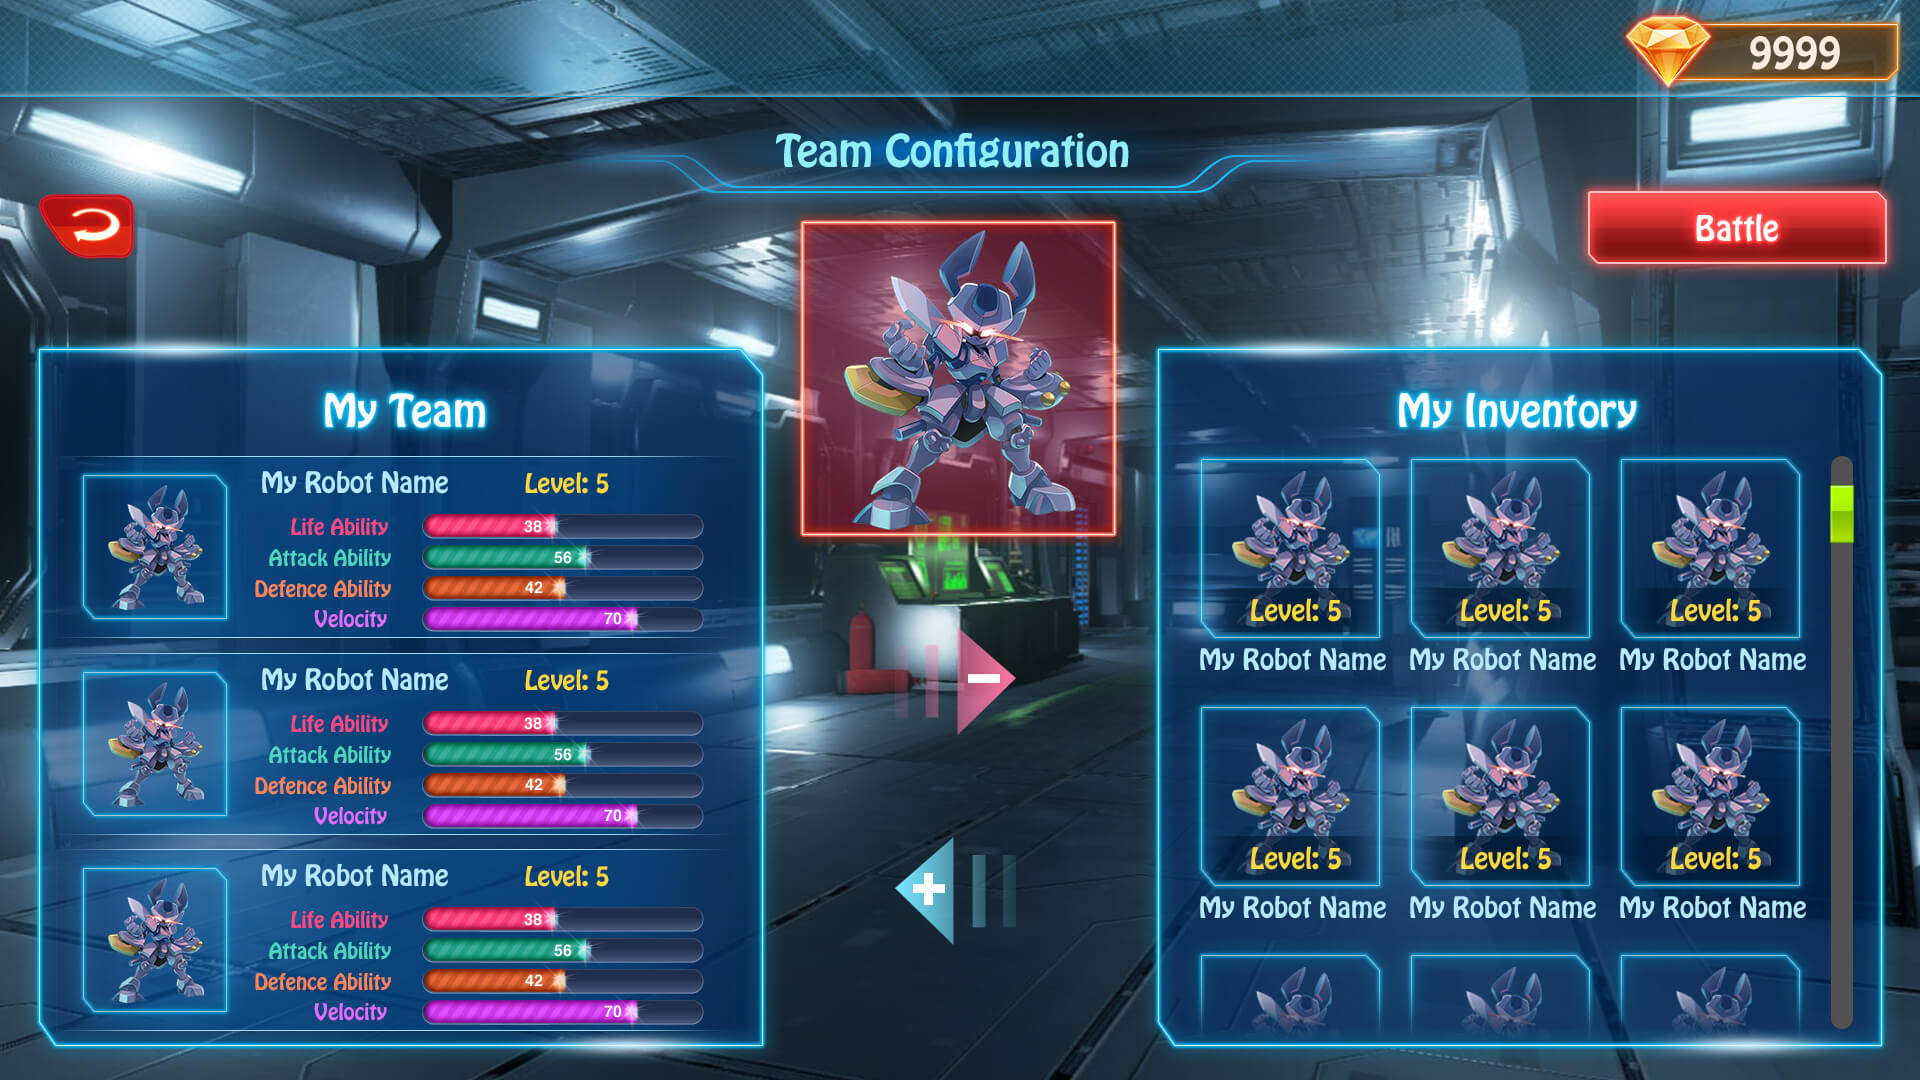 9999
Team Configuration
Battle
My Team
My Robot Name Level: 5
Life Ability 38
Attack Ability 56
Defence Ability 42
Velocity 70
My Robot Name Level: 5
Life Ability 38
Attack Ability 56
Defence Ability 42
Velocity 70
My Robot Name Level: 5
Life Ability 38
Attack Ability 56
Defence Ability 42
Velocity 70
My Inventory
Level: 5 Level: 5 Level: 5
My Robot Name My Robot Name My Robot Name
Level: 5 Level: 5 Level: 5
My Robot Name My Robot Name My Robot Name